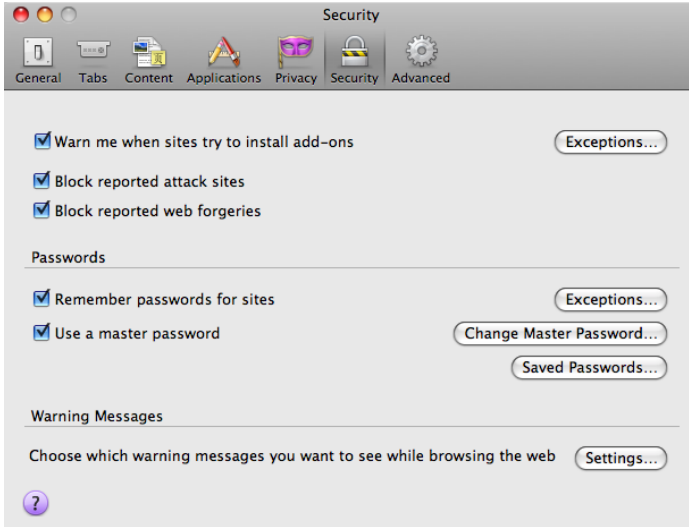 Security
General Tabs Content Applications Privacy Security Advanced
Warn me when sites try to install add-ons Exceptions...
Block reported attack sites
Block reported web forgeries
Passwords
Remember passwords for sites Exceptions...
Use a master password Change Master Password...
Saved Passwords...
Warning Messages
Choose which warning messages you want to see while browsing the web Settings...
?